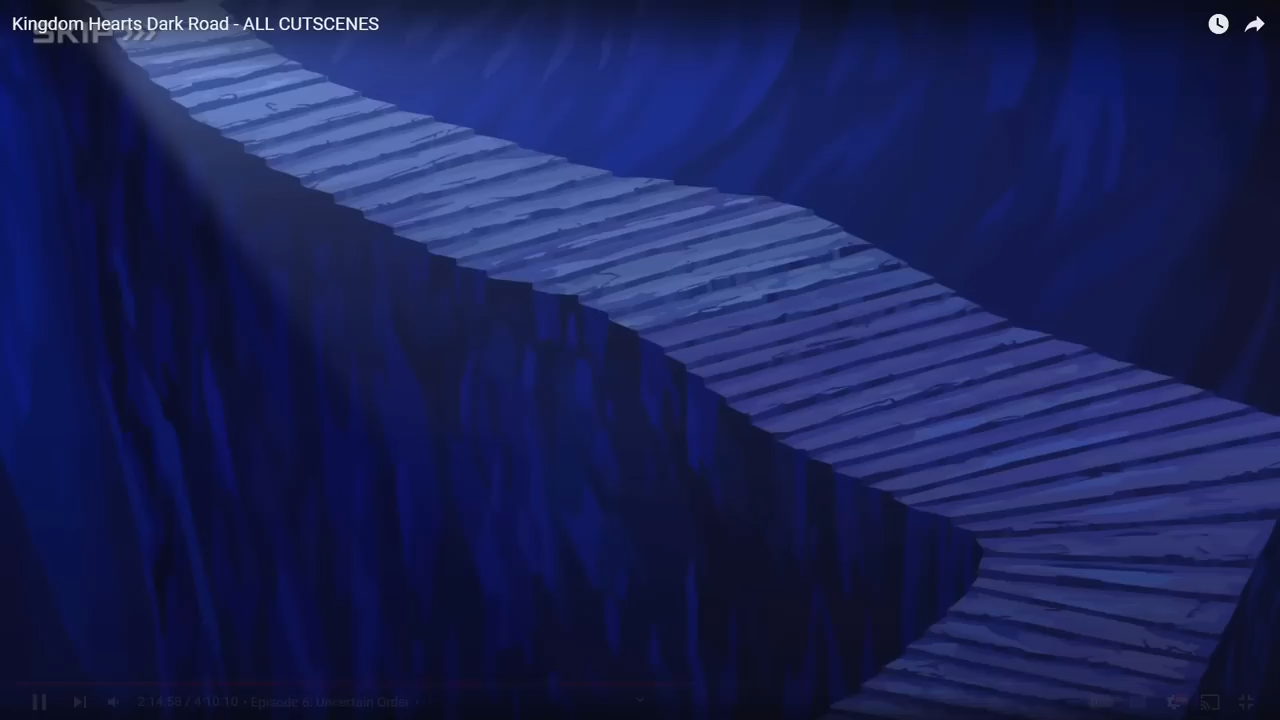 Kingdom Hearts Dark Road - ALL CUTSCENES
SKIP
2:14:58 / 4:10:10 • Episode 6: Uncertain Order